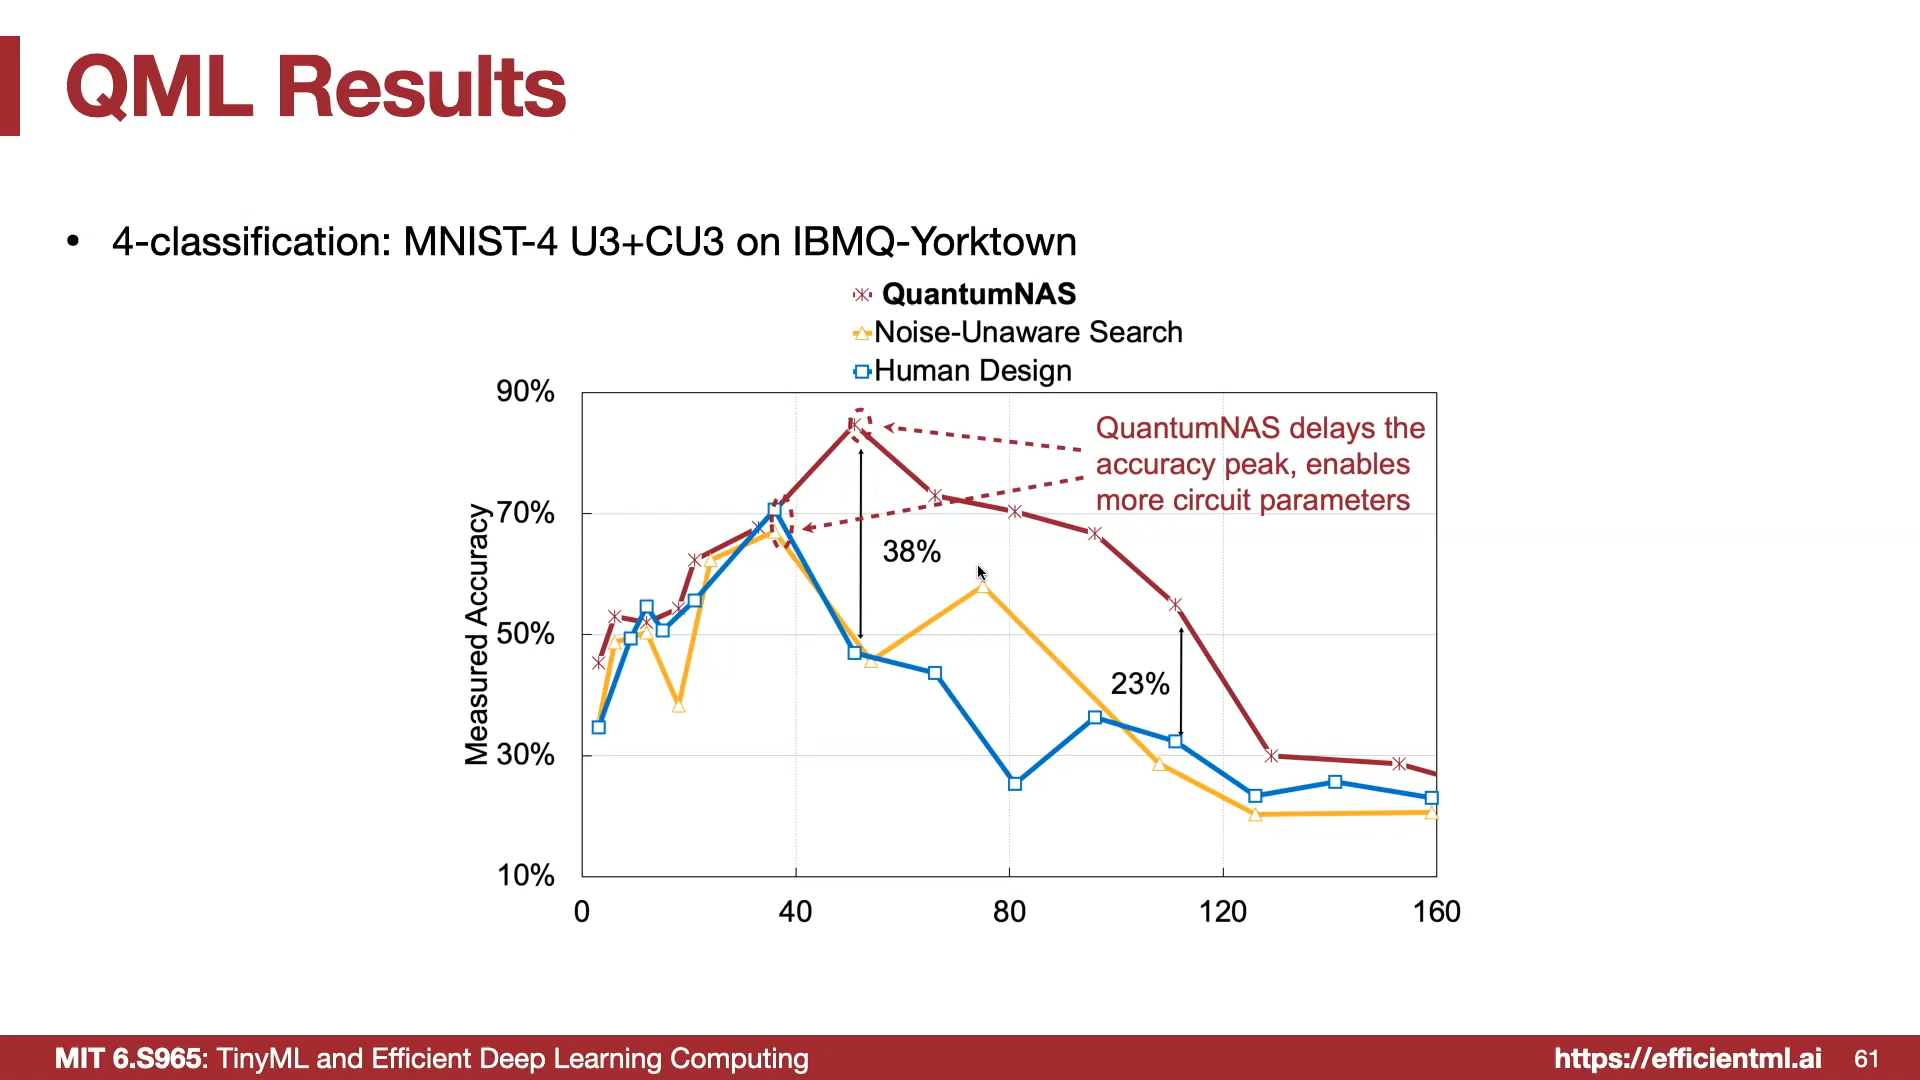 QML Results
• 4-classification: MNIST-4 U3+CU3 on IBMQ-Yorktown
QuantumNAS
Noise-Unaware Search
Human Design
90%
70%
50%
30%
10%
Measured Accuracy
QuantumNAS delays the
accuracy peak, enables
more circuit parameters
38%
23%
0 40 80 120 160
MIT 6.S965: TinyML and Efficient Deep Learning Computing
https://efficientml.ai 61